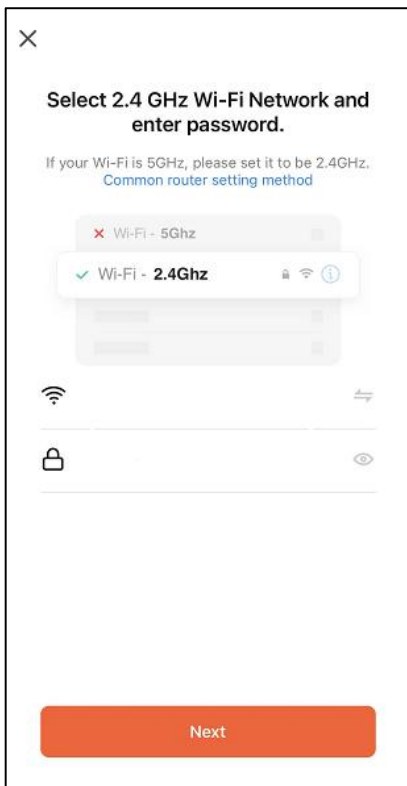 Select 2.4 GHz Wi-Fi Network and
enter password.
If your Wi-Fi is 5GHz, please set it to be 2.4GHz.
Common router setting method
Wi-Fi - 5Ghz
Wi-Fi - 2.4Ghz
Next